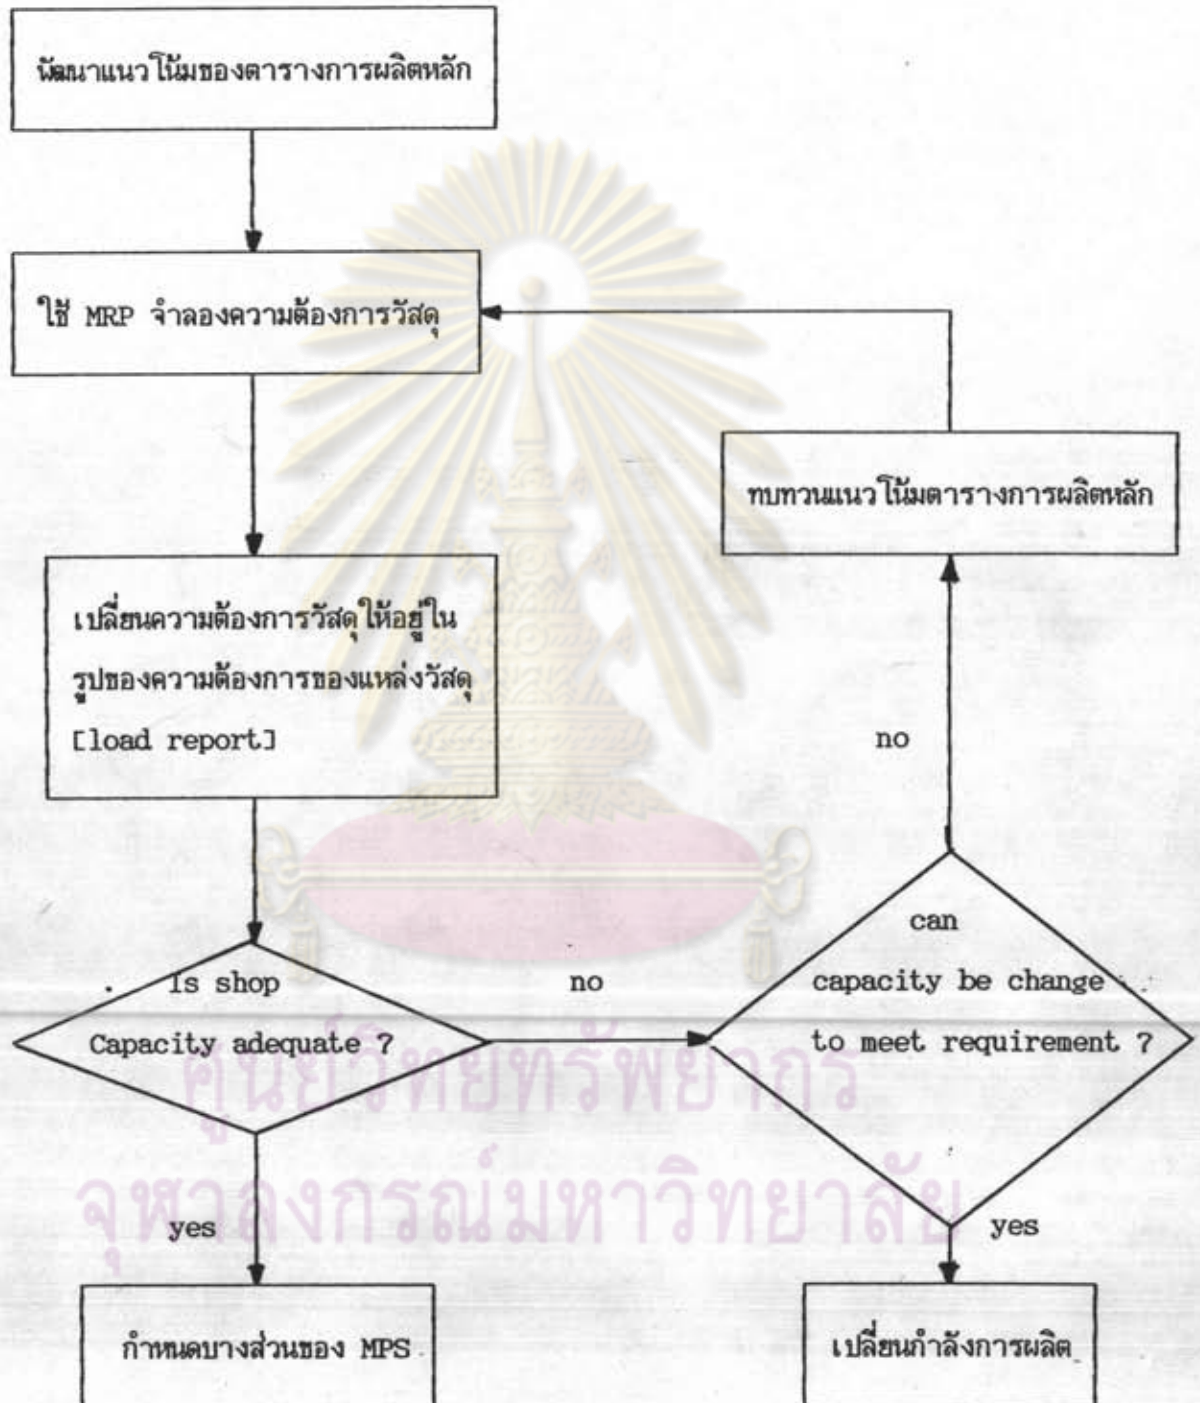 พัฒนาแนวโน้มของตารางการผลิตหลัก
ใช้ MRP จำลองความต้องการวัสดุ
ทบทวนแนวโน้มตารางการผลิตหลัก
เปลี่ยนความต้องการวัสดุให้อยู่ใน
รูปของความต้องการของแหล่งวัสดุ
[load report]
no
Is shop
Capacity adequate ?
no
can
capacity be change
to meet requirement ?
ศูนย์วิทยทรัพยากร
จุฬาลงกรณ์มหาวิทยาลัย
yes
yes
กำหนดบางส่วนของ MPS
เปลี่ยนกำลังการผลิต